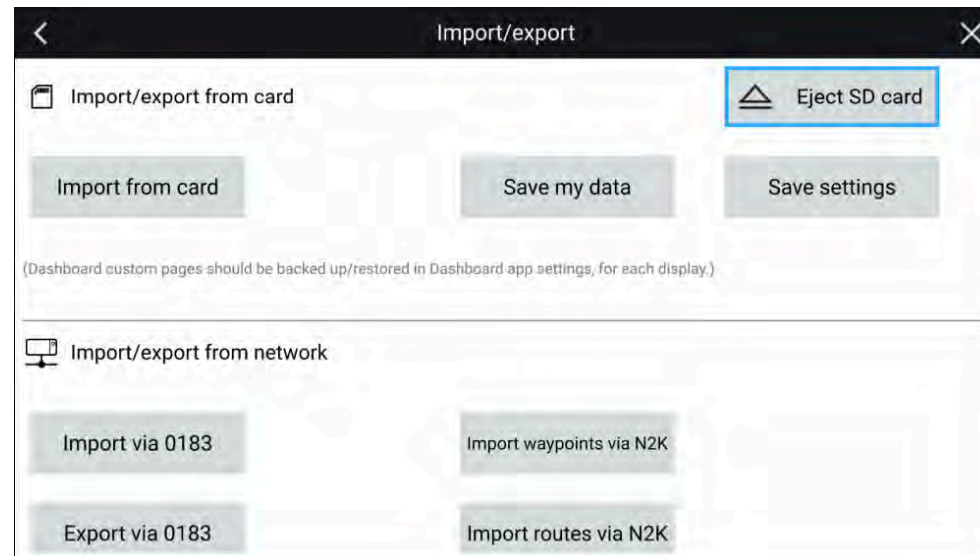 Import/export
Import/export from card
Eject SD card
Import from card
Save my data
Save settings
(Dashboard custom pages should be backed up/restored in Dashboard app settings, for each display.)
Import/export from network
Import via 0183
Import waypoints via N2K
Export via 0183
Import routes via N2K